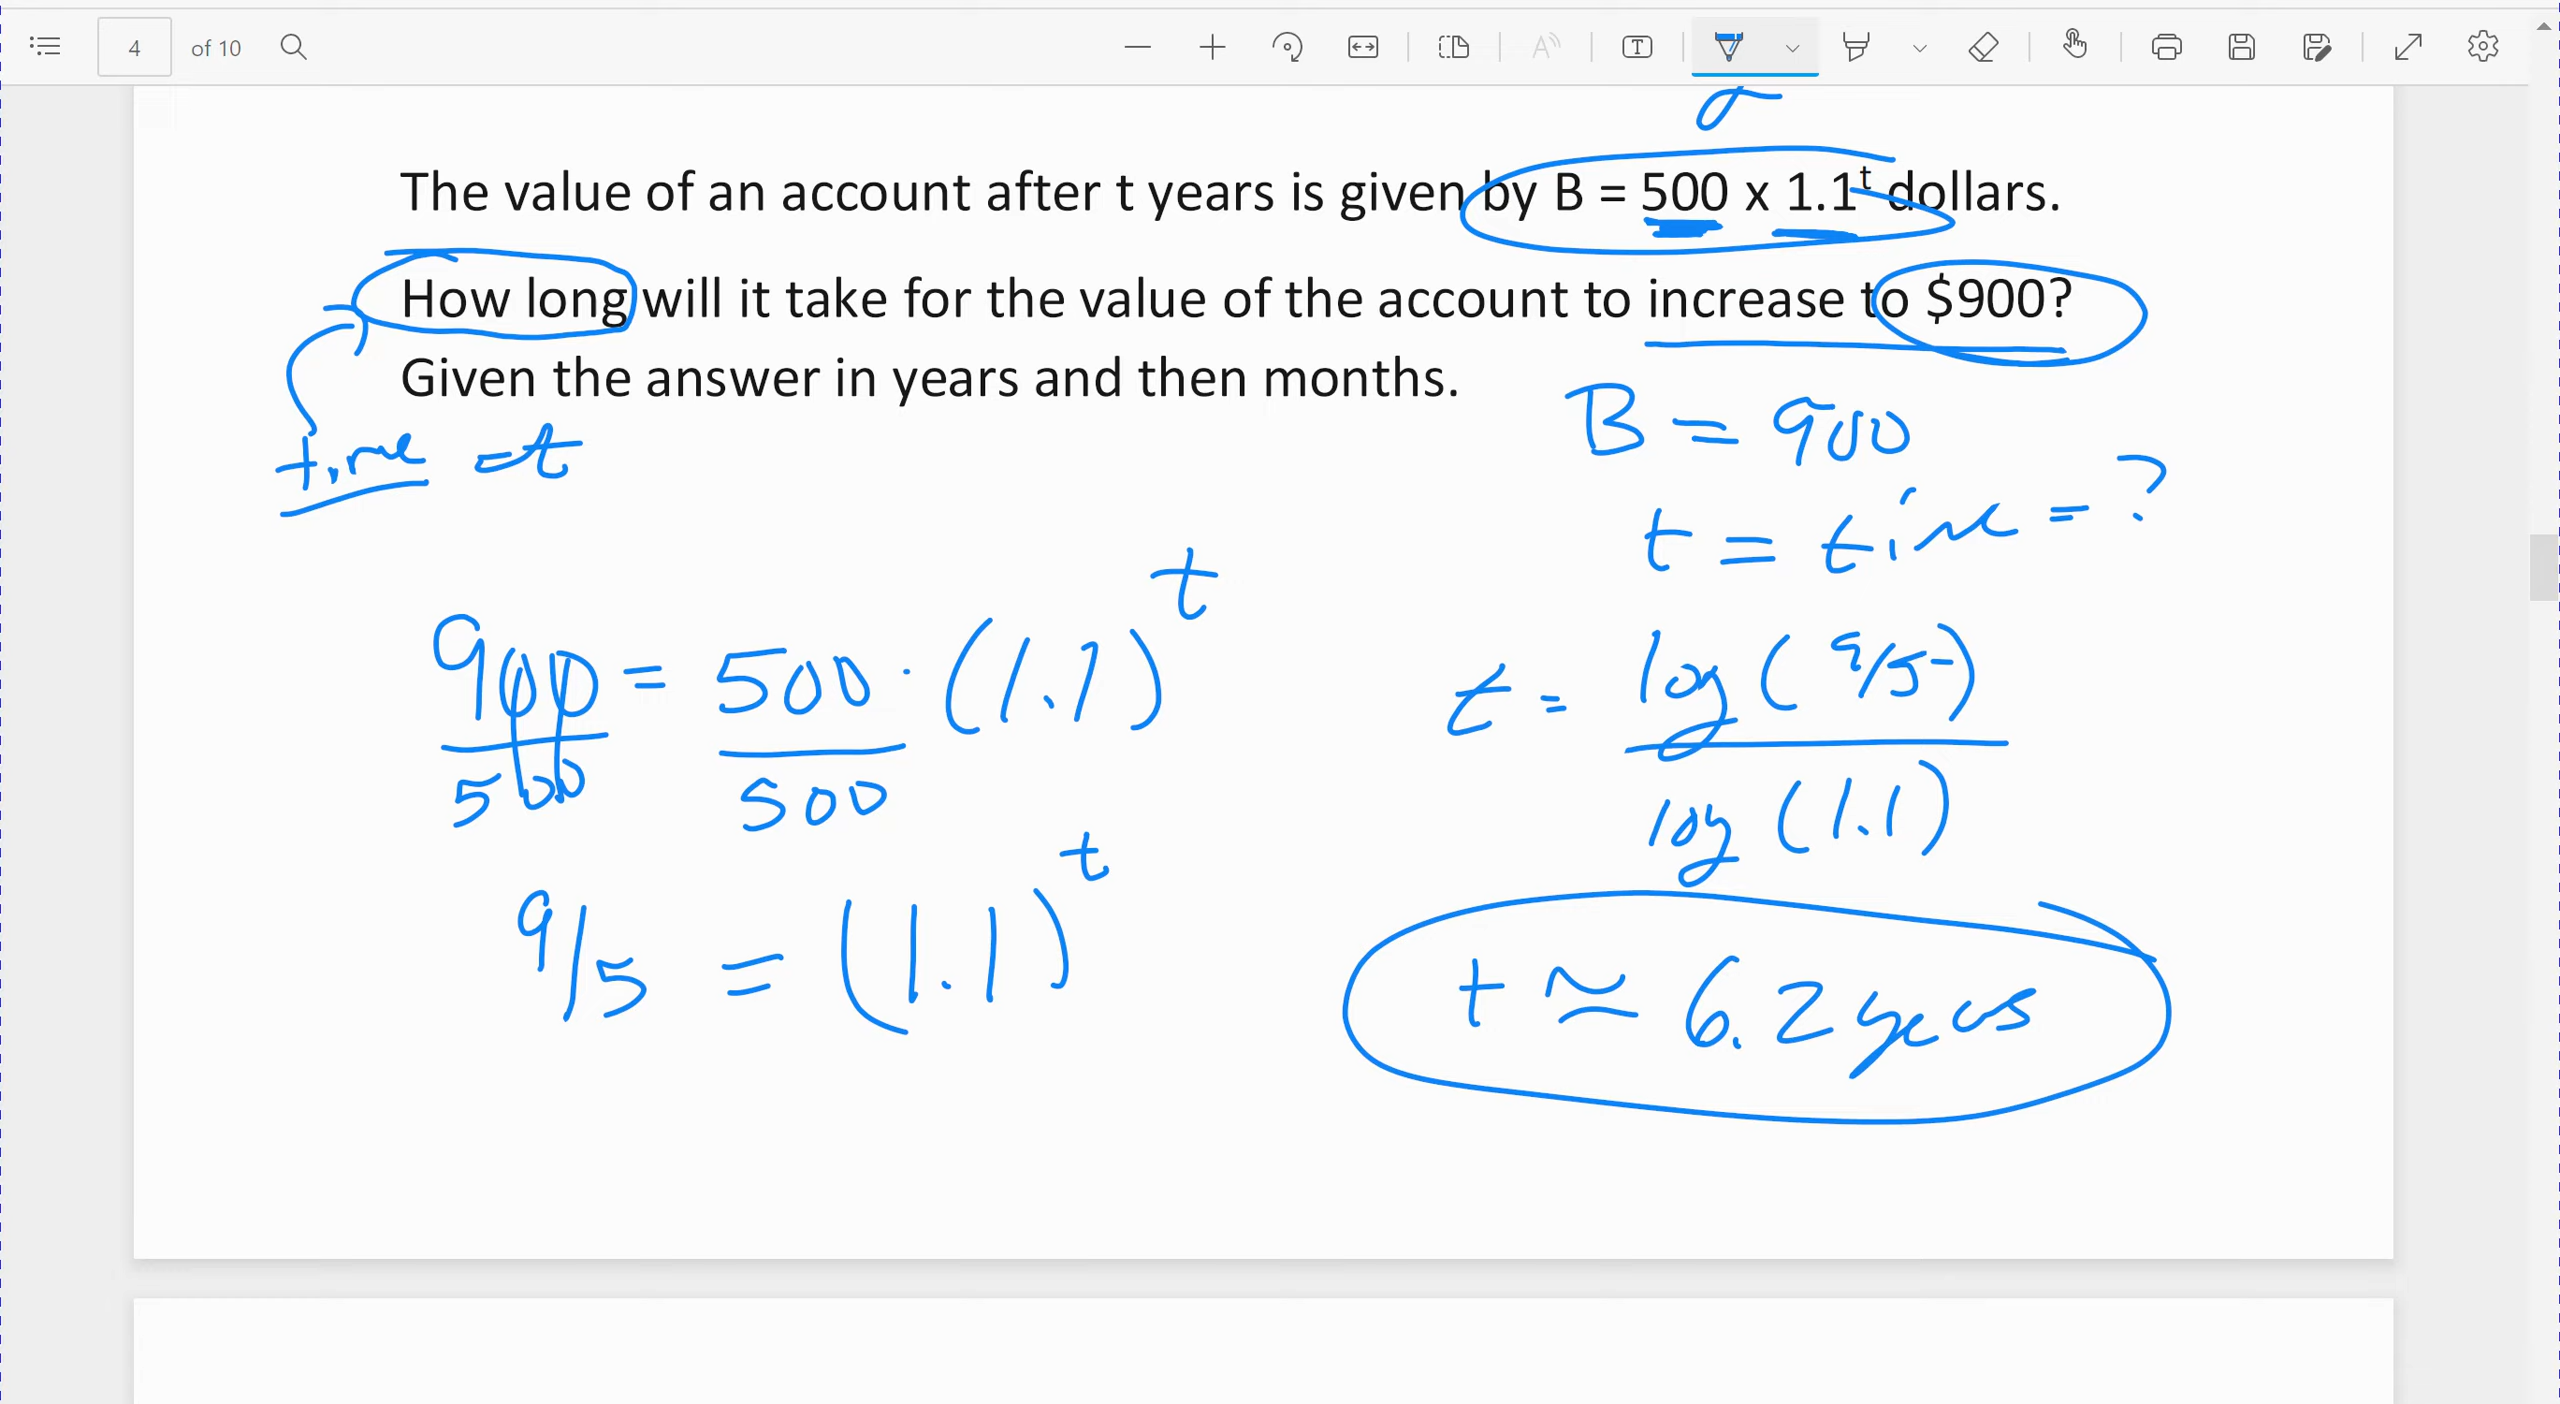 4 of 10
The value of an account after t years is given by B = 500 x 1.1ᵗ dollars.
How long will it take for the value of the account to increase to $900?
Given the answer in years and then months.
time = t
B = 900
t = time = ?
900/500 = 500/500 · (1.1)ᵗ
9/5 = (1.1)ᵗ
t = log(9/5)/log(1.1)
t ≃ 6.2 years